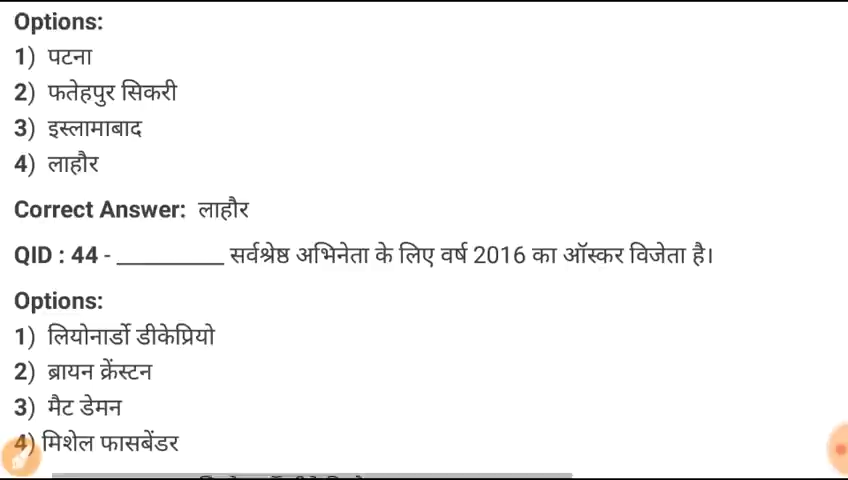 Options:
1) पटना
2) फतेहपुर सिकरी
3) इस्लामाबाद
4) लाहौर
Correct Answer: लाहौर
QID : 44 - __________ सर्वश्रेष्ठ अभिनेता के लिए वर्ष 2016 का ऑस्कर विजेता है।
Options:
1) लियोनार्डो डीकेप्रियो
2) ब्रायन क्रेंस्टन
3) मैट डेमन
4) मिशेल फासबेंडर